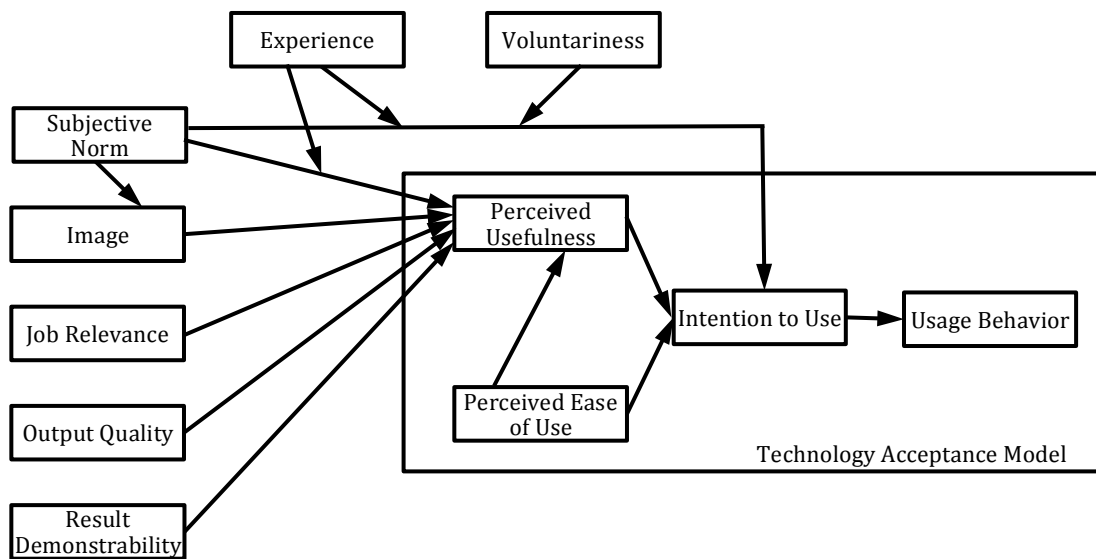 Experience
Voluntariness
Subjective
Norm
Image
Perceived
Usefulness
Job Relevance
Intention to Use
Usage Behavior
Output Quality
Perceived Ease
of Use
Technology Acceptance Model
Result
Demonstrability